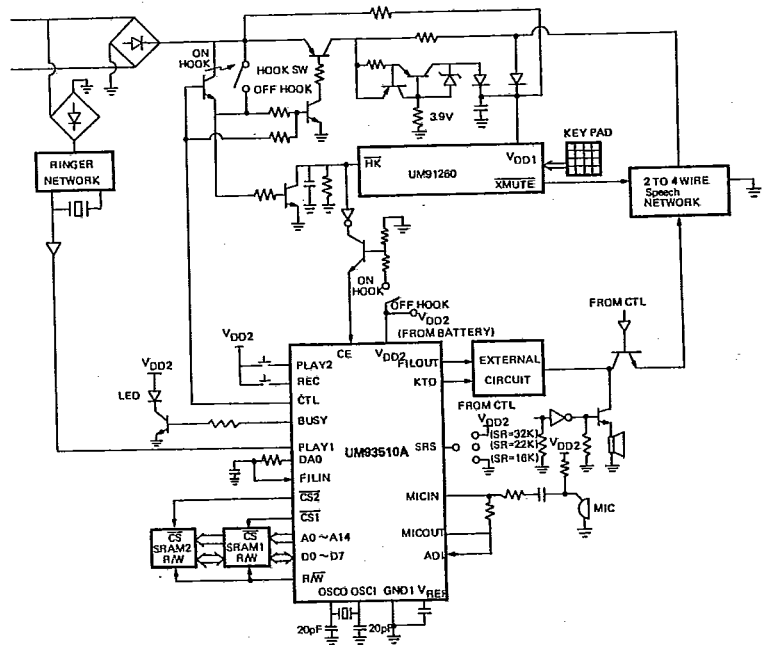 ON
HOOK
HOOK SW
OFF HOOK
3.9V
RINGER
NETWORK
HK
UM91260
VDD1
XMUTE
KEY PAD
2 TO 4 WIRE
Speech
NETWORK
ON
HOOK
OFF HOOK
VDD2
(FROM BATTERY)
FROM CTL
VDD2
VDD2
LED
CE
VDD2
PLAY2
REC
CTL
BUSY
PLAY1
DA0
FILIN
CS2
CS1
A0~A14
D0~D7
R/W
OSCO
OSCI
GND1
VREF
UM93510A
FILOUT
KTO
SRS
MICIN
MICOUT
ADI
EXTERNAL
CIRCUIT
FROM CTL
VDD2
(SR=32K)
(SR=22K)
(SR=16K)
VDD2
MIC
CS
SRAM2
R/W
CS
SRAM1
R/W
20pF
20pF